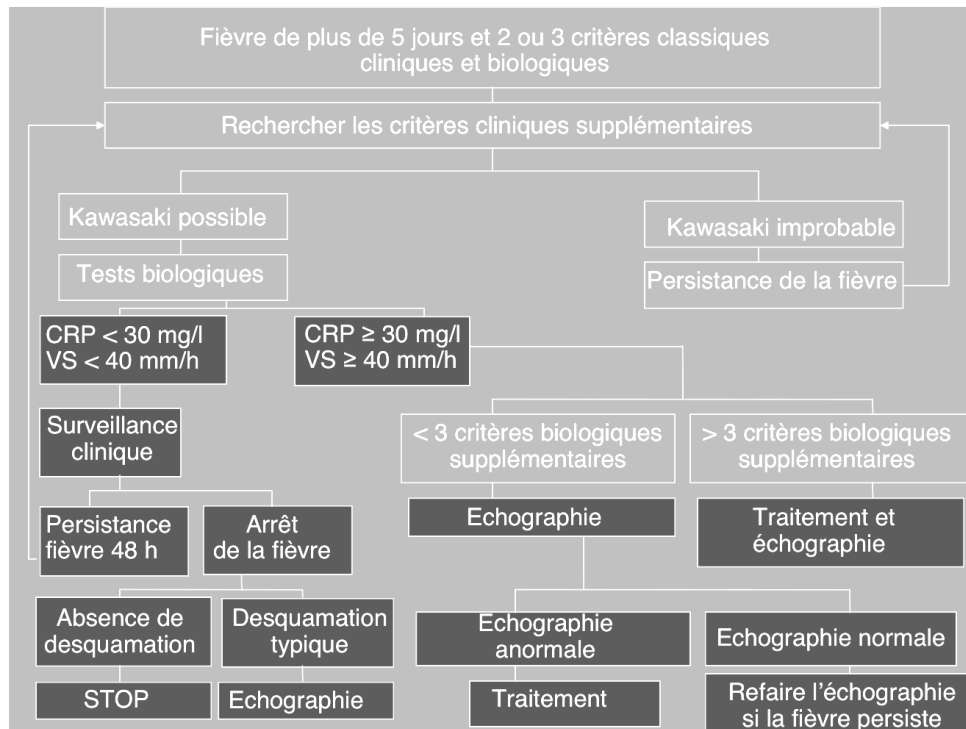 Fièvre de plus de 5 jours et 2 ou 3 critères classiques
cliniques et biologiques
Rechercher les critères cliniques supplémentaires
Kawasaki possible
Kawasaki improbable
Tests biologiques
Persistance de la fièvre
CRP < 30 mg/l
VS < 40 mm/h
CRP ≥ 30 mg/l
VS ≥ 40 mm/h
Surveillance
clinique
< 3 critères biologiques
supplémentaires
> 3 critères biologiques
supplémentaires
Persistance
fièvre 48 h
Arrêt
de la fièvre
Echographie
Traitement et
échographie
Absence de
desquamation
Desquamation
typique
Echographie
anormale
Echographie normale
STOP
Echographie
Traitement
Refaire l'échographie
si la fièvre persiste